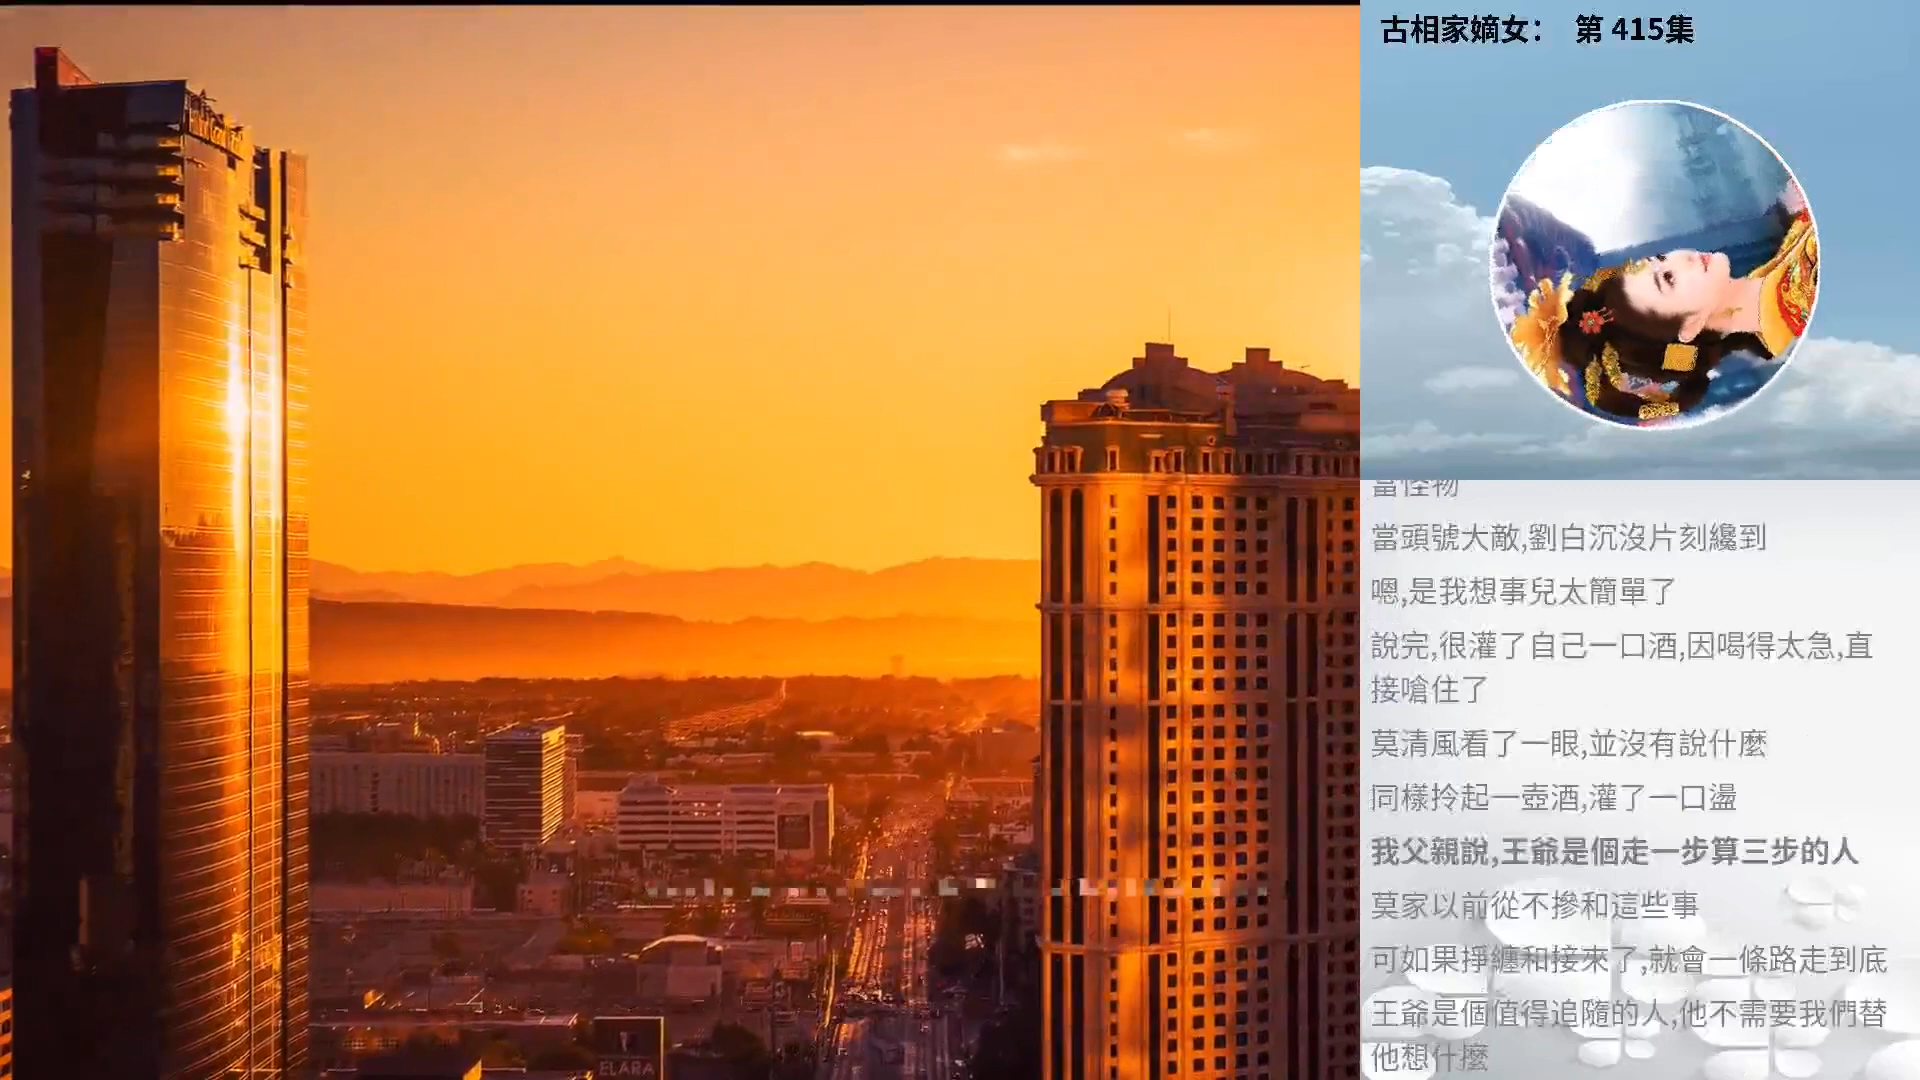 古相家嫡女： 第 415集
當怪物
當頭號大敵,劉白沉沒片刻纔到
嗯,是我想事兒太簡單了
說完,很灌了自己一口酒,因喝得太急,直
接嗆住了
莫清風看了一眼,並沒有說什麼
同樣拎起一壺酒,灌了一口盪
我父親說,王爺是個走一步算三步的人
莫家以前從不摻和這些事
可如果掙纏和接來了,就會一條路走到底
王爺是個值得追隨的人,他不需要我們替
他想什麼
ELARA